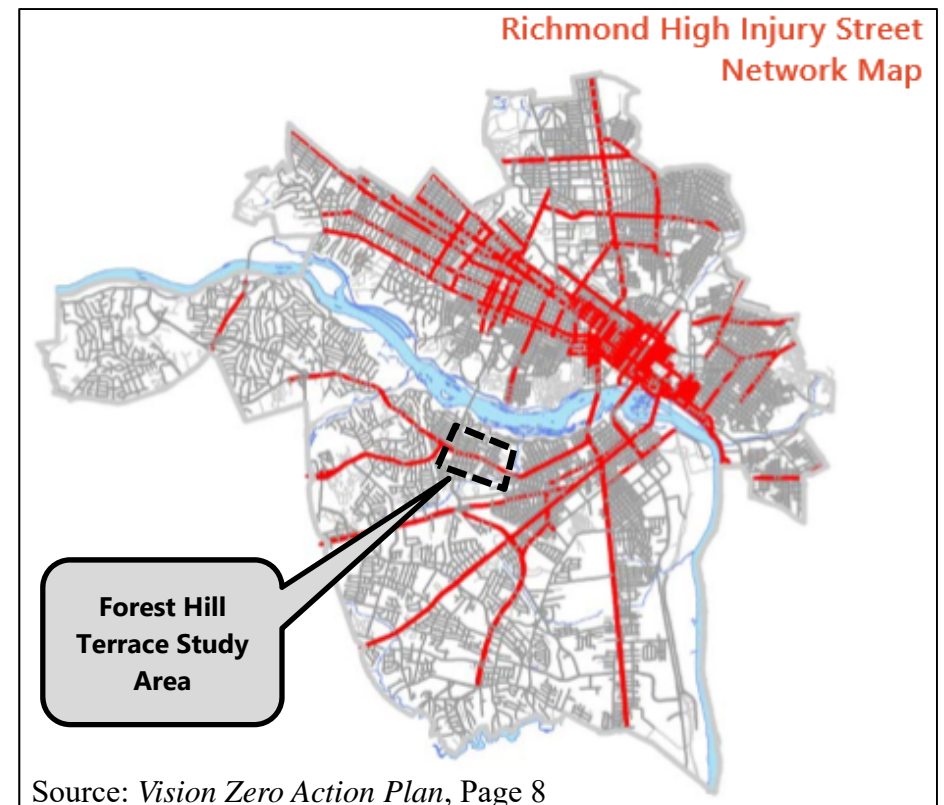 Richmond High Injury Street
Network Map
Forest Hill
Terrace Study
Area
Source: Vision Zero Action Plan, Page 8